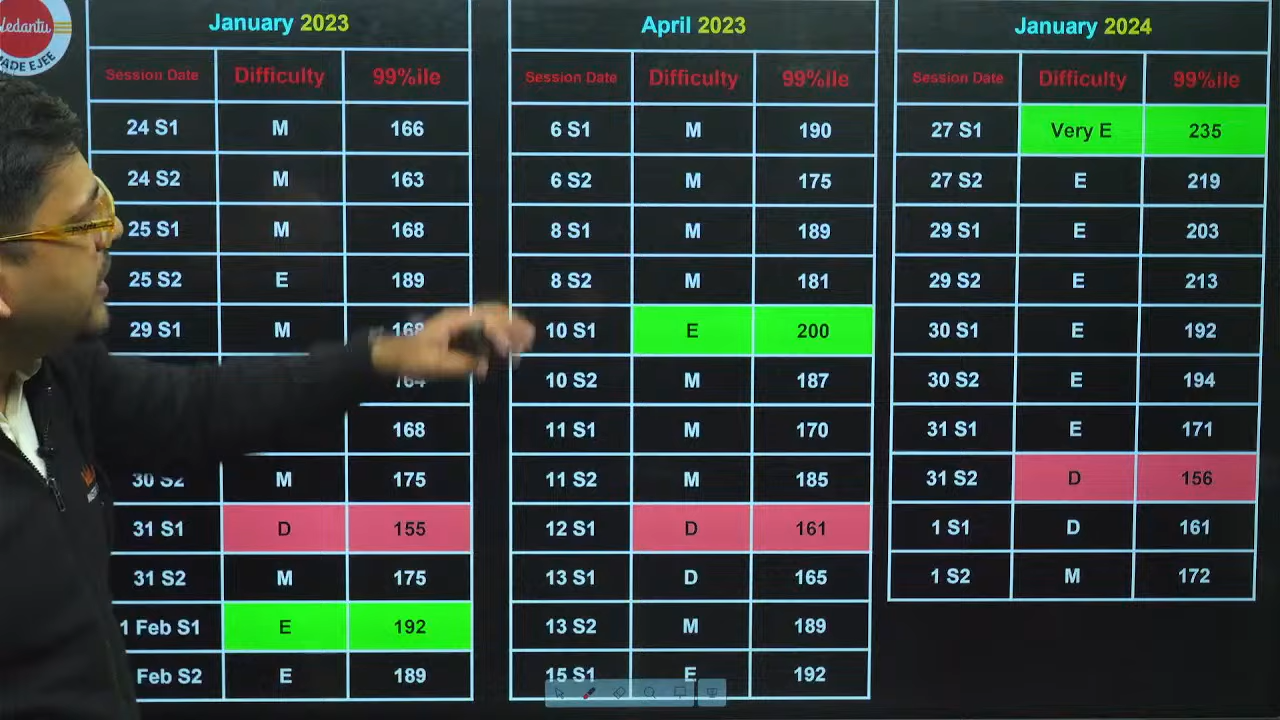 Vedantu
JADE EJEE
January 2023
Session Date Difficulty 99%ile
24 S1 M 166
24 S2 M 163
25 S1 M 168
25 S2 E 189
29 S1 M 168
164
168
30 S2 M 175
31 S1 D 155
31 S2 M 175
1 Feb S1 E 192
Feb S2 E 189
April 2023
Session Date Difficulty 99%ile
6 S1 M 190
6 S2 M 175
8 S1 M 189
8 S2 M 181
10 S1 E 200
10 S2 M 187
11 S1 M 170
11 S2 M 185
12 S1 D 161
13 S1 D 165
13 S2 M 189
15 S1 E 192
January 2024
Session Date Difficulty 99%ile
27 S1 Very E 235
27 S2 E 219
29 S1 E 203
29 S2 E 213
30 S1 E 192
30 S2 E 194
31 S1 E 171
31 S2 D 156
1 S1 D 161
1 S2 M 172